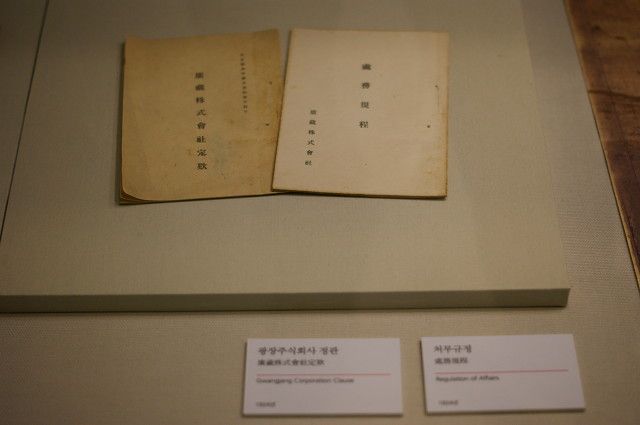 廣藏株式會社定款
處務規程
廣藏株式會社
광장주식회사 정관
廣藏株式會社定款
Gwangjang Corporation Clause
처무규정
處務規程
Regulation of Affairs